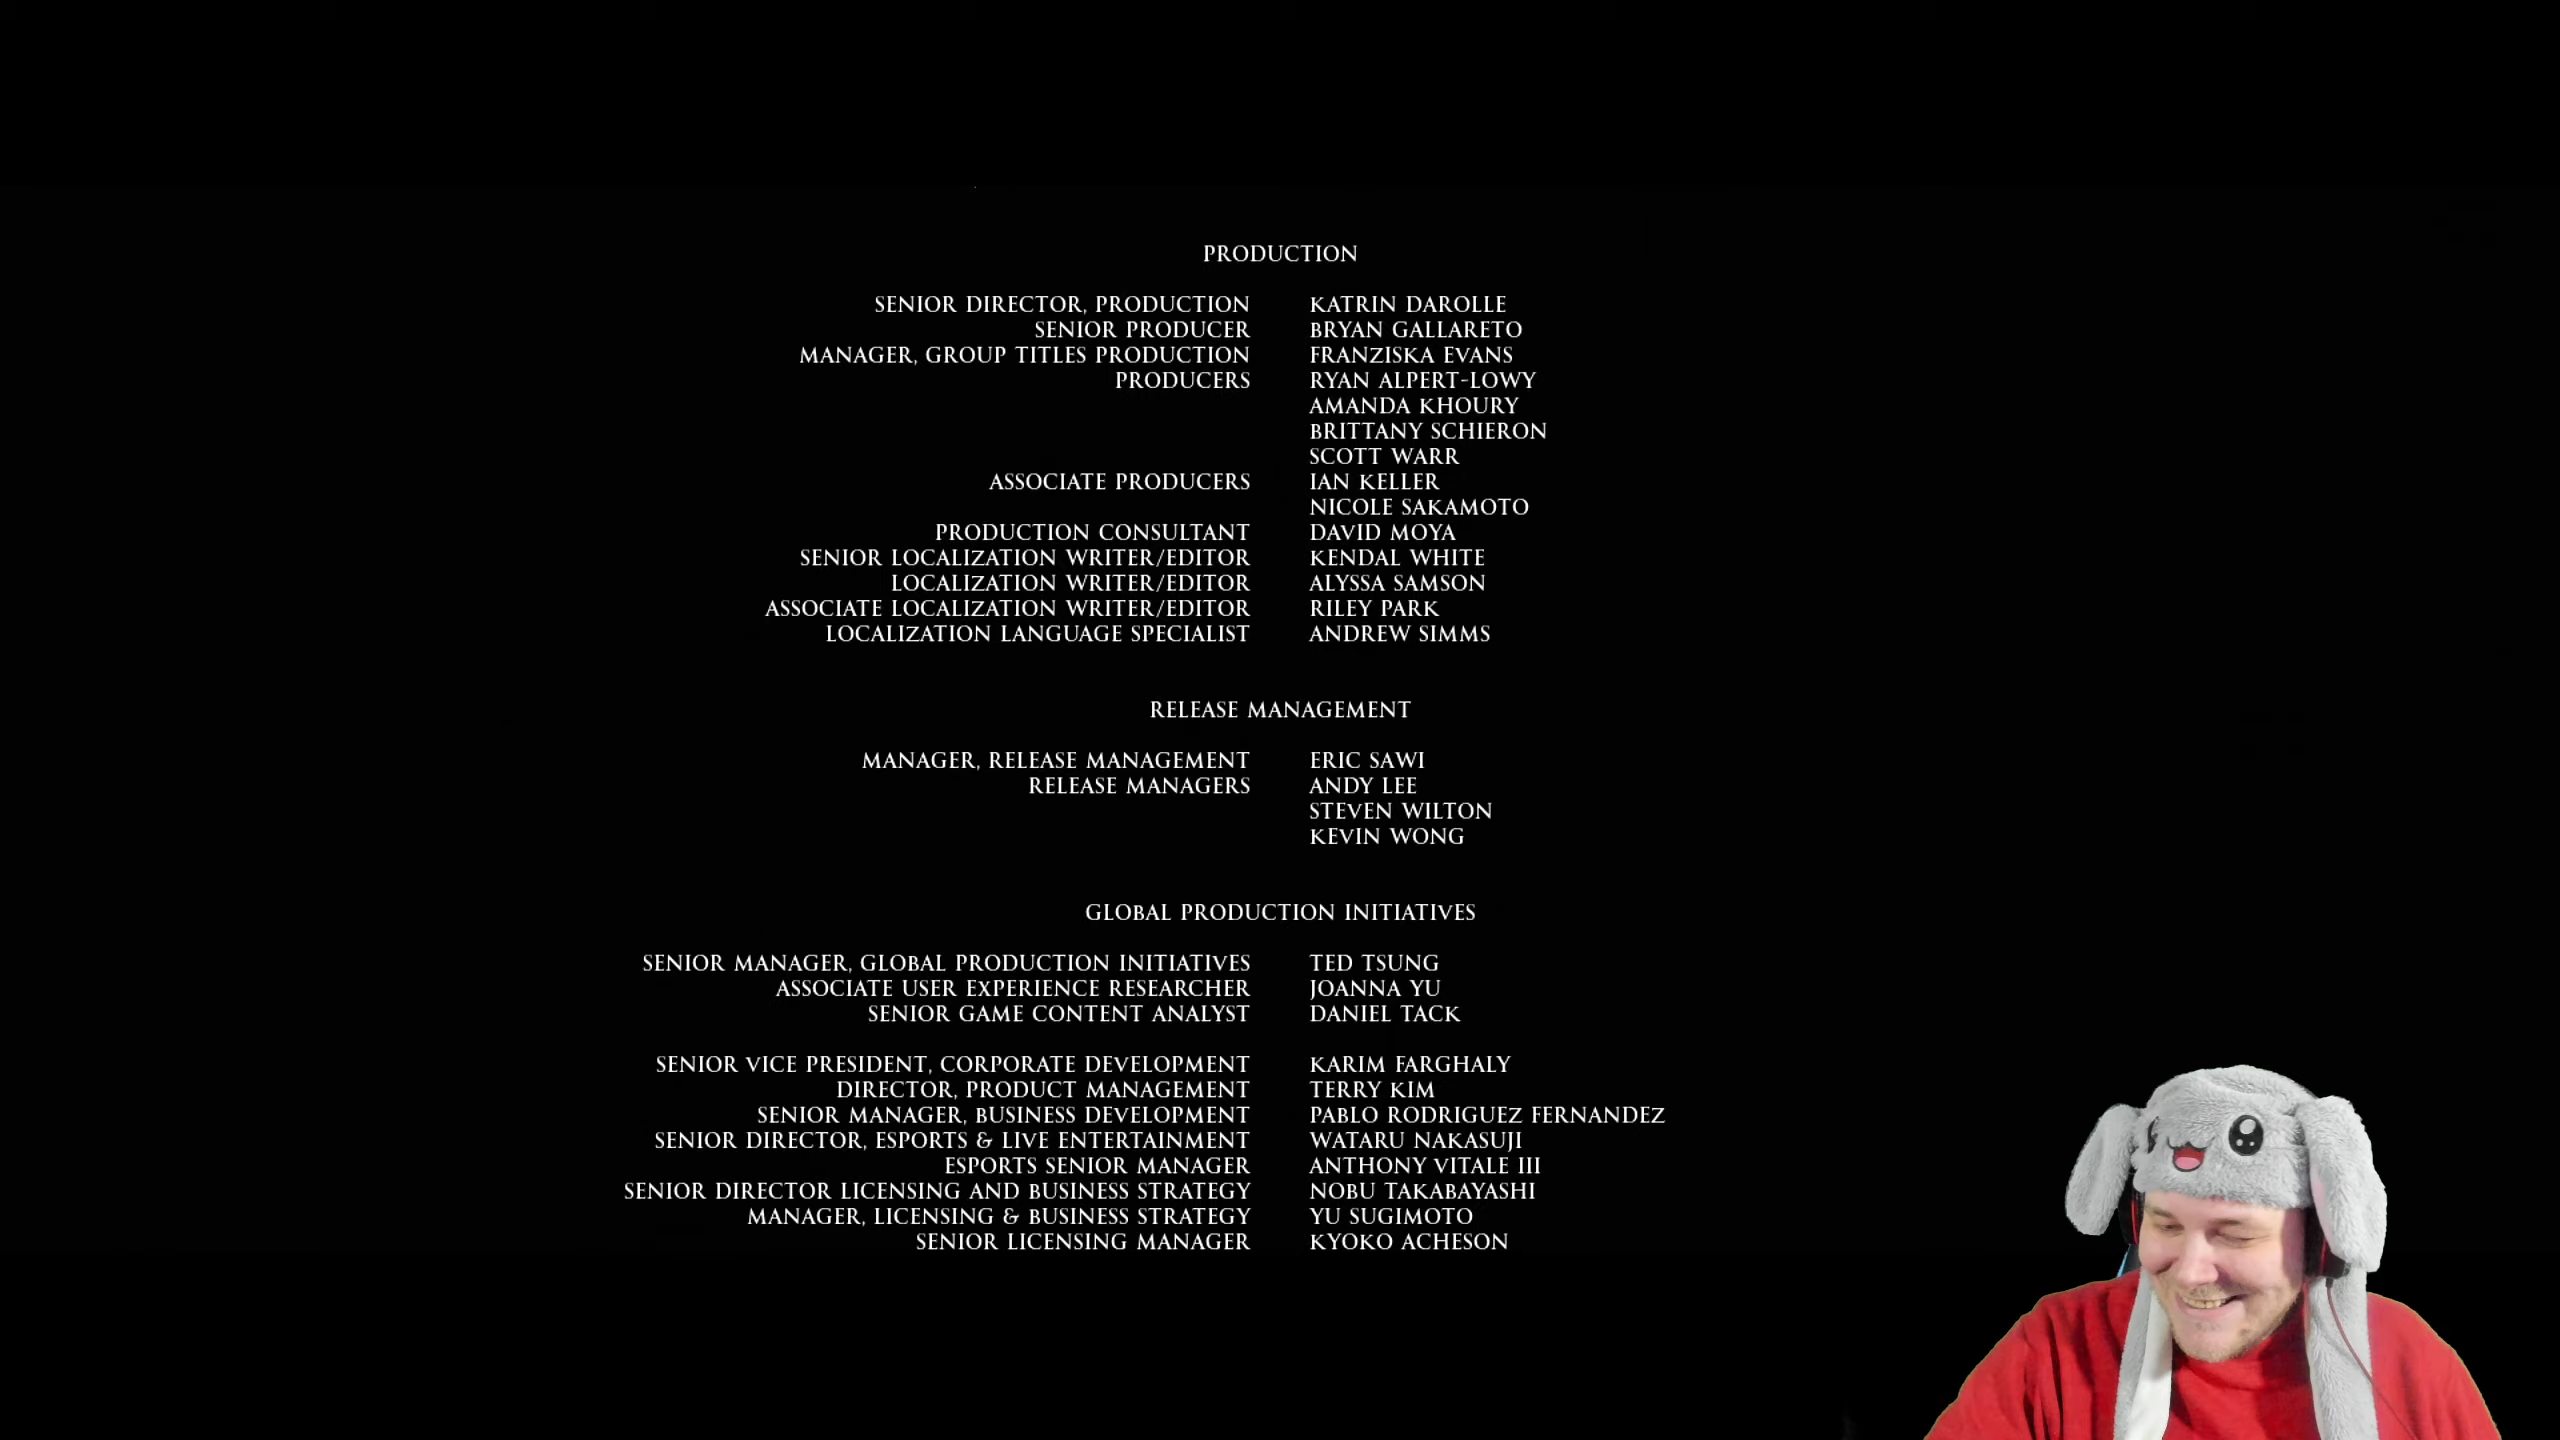 PRODUCTION
SENIOR DIRECTOR, PRODUCTION KATRIN DAROLLE
SENIOR PRODUCER BRYAN GALLARETO
MANAGER, GROUP TITLES PRODUCTION FRANZISKA EVANS
PRODUCERS RYAN ALPERT-LOWY
AMANDA KHOURY
BRITTANY SCHIERON
SCOTT WARR
ASSOCIATE PRODUCERS IAN KELLER
NICOLE SAKAMOTO
PRODUCTION CONSULTANT DAVID MOYA
SENIOR LOCALIZATION WRITER/EDITOR KENDAL WHITE
LOCALIZATION WRITER/EDITOR ALYSSA SAMSON
ASSOCIATE LOCALIZATION WRITER/EDITOR RILEY PARK
LOCALIZATION LANGUAGE SPECIALIST ANDREW SIMMS
RELEASE MANAGEMENT
MANAGER, RELEASE MANAGEMENT ERIC SAWI
RELEASE MANAGERS ANDY LEE
STEVEN WILTON
KEVIN WONG
GLOBAL PRODUCTION INITIATIVES
SENIOR MANAGER, GLOBAL PRODUCTION INITIATIVES TED TSUNG
ASSOCIATE USER EXPERIENCE RESEARCHER JOANNA YU
SENIOR GAME CONTENT ANALYST DANIEL TACK
SENIOR VICE PRESIDENT, CORPORATE DEVELOPMENT KARIM FARGHALY
DIRECTOR, PRODUCT MANAGEMENT TERRY KIM
SENIOR MANAGER, BUSINESS DEVELOPMENT PABLO RODRIGUEZ FERNANDEZ
SENIOR DIRECTOR, ESPORTS & LIVE ENTERTAINMENT WATARU NAKASUJI
ESPORTS SENIOR MANAGER ANTHONY VITALE III
SENIOR DIRECTOR LICENSING AND BUSINESS STRATEGY NOBU TAKABAYASHI
MANAGER, LICENSING & BUSINESS STRATEGY YU SUGIMOTO
SENIOR LICENSING MANAGER KYOKO ACHESON